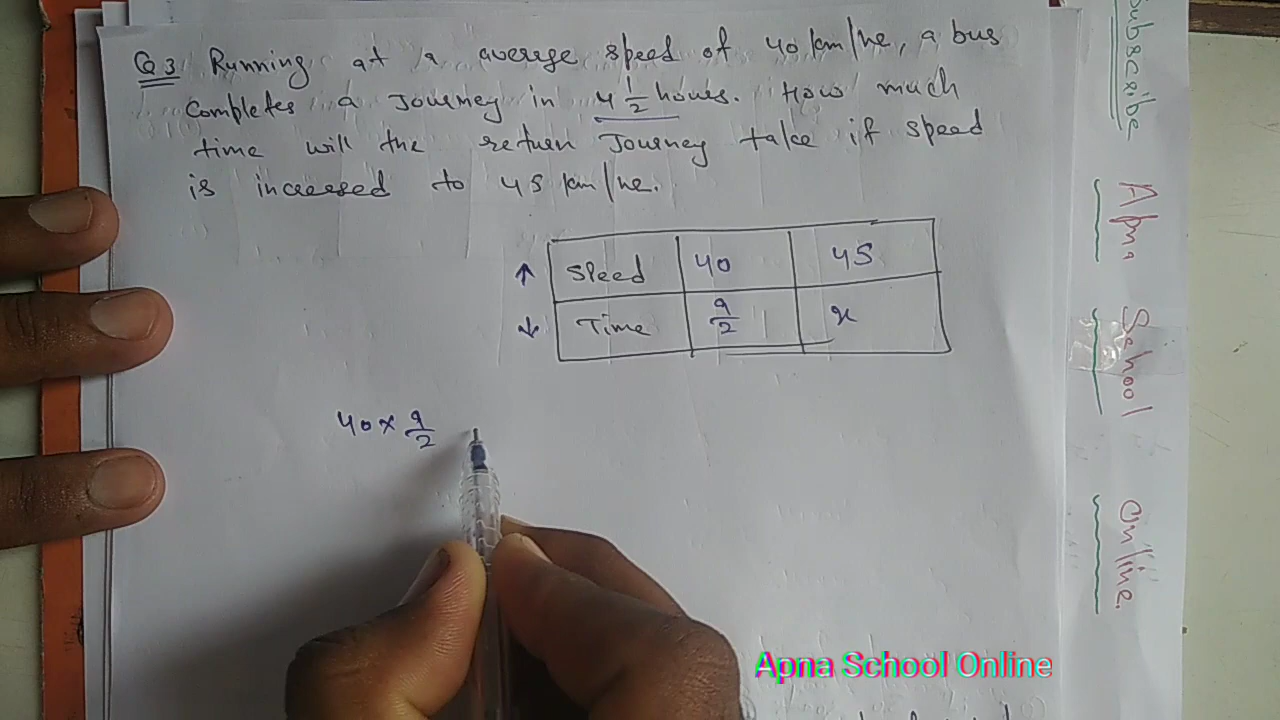 Q3 Running at a average speed of 40 km/hr, a bus
completes a Journey in 4 1/2 hours. How much
time will the return Journey take if speed
is increased to 45 km/hr.
↑ Speed 40 45
↓ Time 9/2 x
40 × 9/2
Subscribe Apna School Online.
Apna School Online